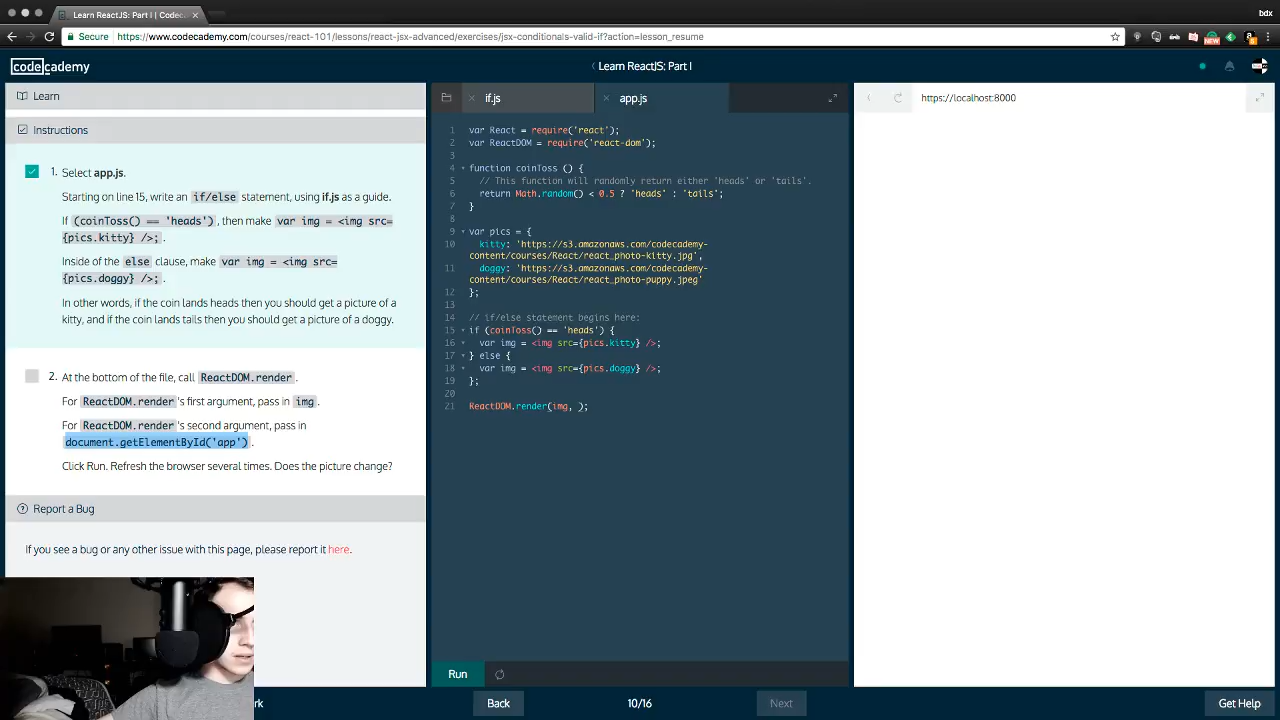 Learn ReactJS: Part I | Codecade
bdx
Secure
https://www.codecademy.com/courses/react-101/lessons/react-jsx-advanced/exercises/jsx-conditionals-valid-if?action=lesson_resume
codecademy
Learn ReactJS: Part I
Learn
Instructions
1. Select app.js.
Starting on line 15, write an if/else statement, using if.js as a guide.
If (coinToss() == 'heads'), then make var img = <img src=
{pics.kitty} />;.
Inside of the else clause, make var img = <img src=
{pics.doggy} />;.
In other words, if the coin lands heads then you should get a picture of a
kitty, and if the coin lands tails then you should get a picture of a doggy.
2. At the bottom of the file, call ReactDOM.render.
For ReactDOM.render's first argument, pass in img.
For ReactDOM.render's second argument, pass in
document.getElementById('app').
Click Run. Refresh the browser several times. Does the picture change?
Report a Bug
If you see a bug or any other issue with this page, please report it here.
if.js
app.js
1 var React = require('react');
2 var ReactDOM = require('react-dom');
3
4 function coinToss () {
5 // This function will randomly return either 'heads' or 'tails'.
6 return Math.random() < 0.5 ? 'heads' : 'tails';
7 }
8
9 var pics = {
10 kitty: 'https://s3.amazonaws.com/codecademy-
content/courses/React/react_photo-kitty.jpg',
11 doggy: 'https://s3.amazonaws.com/codecademy-
content/courses/React/react_photo-puppy.jpeg'
12 };
13
14 // if/else statement begins here:
15 if (coinToss() == 'heads') {
16 var img = <img src={pics.kitty} />;
17 } else {
18 var img = <img src={pics.doggy} />;
19 };
20
21 ReactDOM.render(img, );
https://localhost:8000
Run
Back
10/16
Next
Get Help